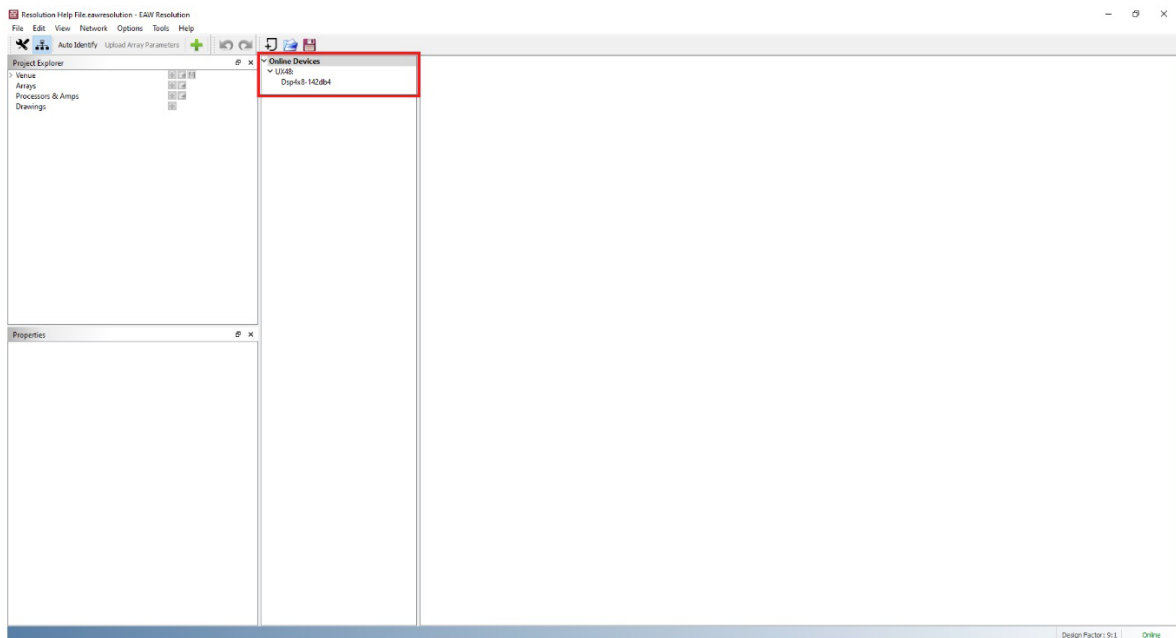 Resolution Help File.eawresolution - EAW Resolution
File Edit View Network Options Tools Help
Auto Identify Upload Array Parameters
Project Explorer
Venue
Arrays
Processors & Amps
Drawings
Properties
Online Devices
UX48:
Dsp4x8-142db4
Design Factor: 9:1 Online